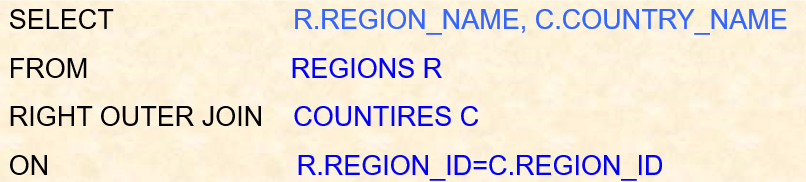 SELECT R.REGION_NAME, C.COUNTRY_NAME
FROM REGIONS R
RIGHT OUTER JOIN COUNTIRES C
ON R.REGION_ID=C.REGION_ID